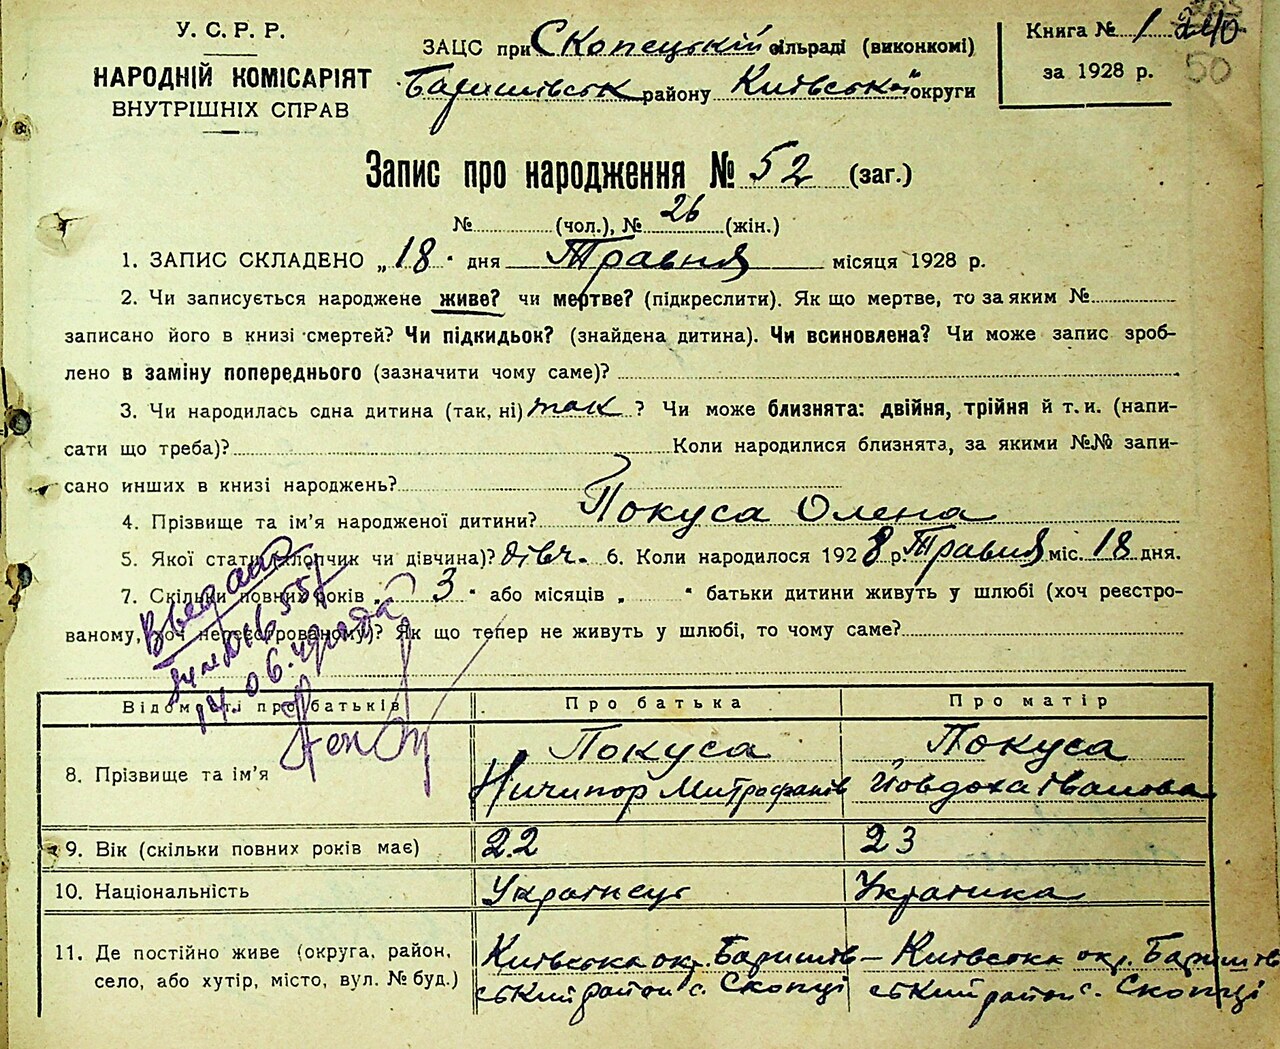 У. С. Р. Р.
НАРОДНІЙ КОМІСАРІЯТ
ВНУТРІШНІХ СПРАВ
ЗАЦС при Скопецькій сільраді (виконкомі)
Баришівськ району Київської округи
Книга № 1
за 1928 р. 50
Запис про народження № 52 (заг.)
№ (чол.), № 26 (жін.)
1. ЗАПИС СКЛАДЕНО „18" дня Травня місяця 1928 р.
2. Чи записується народжене живе? чи мертве? (підкреслити). Як що мертве, то за яким №
записано його в книзі смертей? Чи підкидьок? (знайдена дитина). Чи всиновлена? Чи може запис зроб-
лено в заміну попереднього (зазначити чому саме)?
3. Чи народилась одна дитина (так, ні) так ? Чи може близнята: двійня, трійня й т. и. (напи-
сати що треба)? Коли народилися близнята, за якими №№ запи-
сано инших в книзі народжень?
4. Прізвище та ім'я народженої дитини? Покуса Олена
5. Якої стати (хлопчик чи дівчина)? дівч. 6. Коли народилося 1928 р. Травня міс. 18 дня.
7. Скільки повних років „ 3 " або місяців „ " батьки дитини живуть у шлюбі (хоч реєстро-
ваному, хоч нереєстрованому)? Як що тепер не живуть у шлюбі, то чому саме?
Відомості про батьків Про батька Про матір
8. Прізвище та ім'я Покуса Ничипор Митрофанів Покуса Йовдоха Іванова
9. Вік (скільки повних років має) 22 23
10. Національність Українець Українка
11. Де постійно живе (округа, район, Київська окр. Баришів – Київська окр. Баришів
село, або хутір, місто, вул. № буд.) ський район с. Скопці ський район с. Скопці